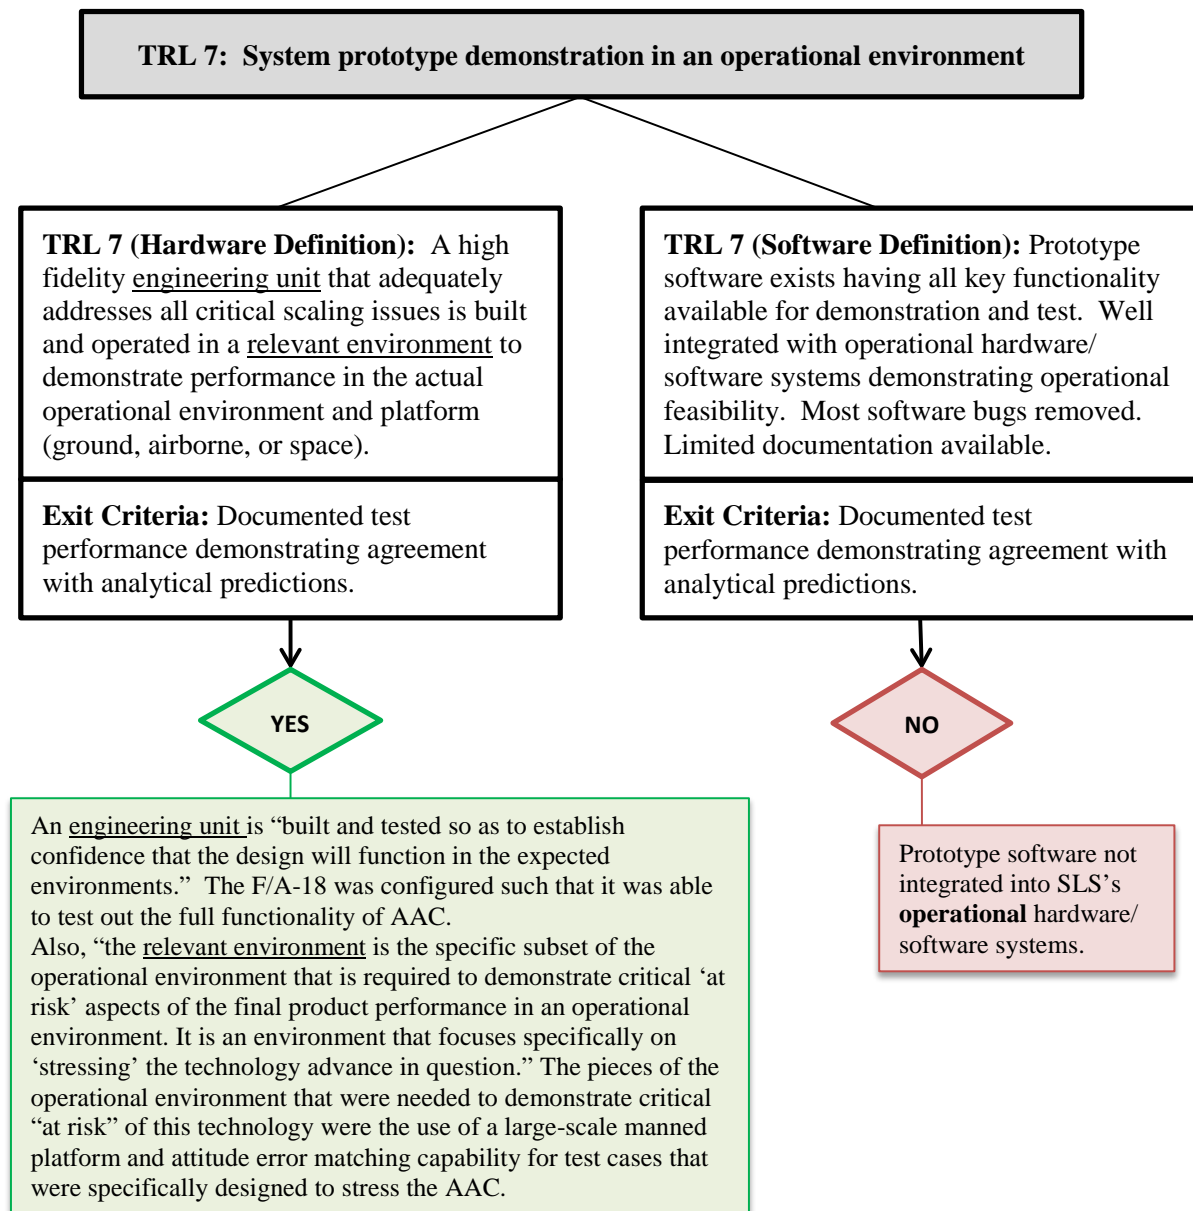 TRL 7:  System prototype demonstration in an operational environment
TRL 7 (Hardware Definition):  A high
fidelity engineering unit that adequately
addresses all critical scaling issues is built
and operated in a relevant environment to
demonstrate performance in the actual
operational environment and platform
(ground, airborne, or space).
Exit Criteria: Documented test
performance demonstrating agreement
with analytical predictions.
YES
An engineering unit is “built and tested so as to establish
confidence that the design will function in the expected
environments.”  The F/A-18 was configured such that it was able
to test out the full functionality of AAC.
Also, “the relevant environment is the specific subset of the
operational environment that is required to demonstrate critical ‘at
risk’ aspects of the final product performance in an operational
environment. It is an environment that focuses specifically on
‘stressing’ the technology advance in question.” The pieces of the
operational environment that were needed to demonstrate critical
“at risk” of this technology were the use of a large-scale manned
platform and attitude error matching capability for test cases that
were specifically designed to stress the AAC.
TRL 7 (Software Definition): Prototype
software exists having all key functionality
available for demonstration and test.  Well
integrated with operational hardware/
software systems demonstrating operational
feasibility.  Most software bugs removed.
Limited documentation available.
Exit Criteria: Documented test
performance demonstrating agreement with
analytical predictions.
NO
Prototype software not
integrated into SLS’s
operational hardware/
software systems.